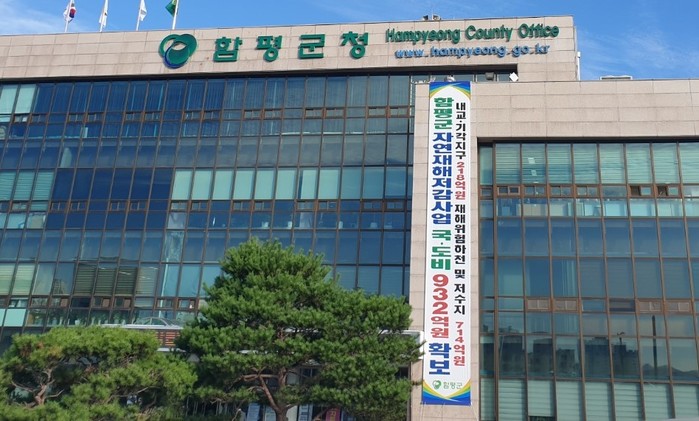 함평군청
Hampyeong County Office
www.hampyeong.go.kr
함평군 자연재해저감사업 국·도비 932억원 확보
내교·기각지구 218억원 재해위험하천 및 저수지 714억원
함평군